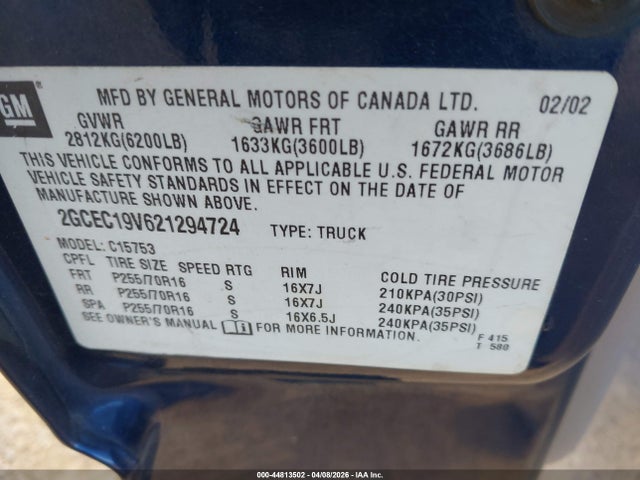 GM
MFD BY GENERAL MOTORS OF CANADA LTD. 02/02
GVWR GAWR FRT GAWR RR
2812KG(6200LB) 1633KG(3600LB) 1672KG(3686LB)
THIS VEHICLE CONFORMS TO ALL APPLICABLE U.S. FEDERAL MOTOR
VEHICLE SAFETY STANDARDS IN EFFECT ON THE DATE OF
MANUFACTURE SHOWN ABOVE.
2GCEC19V621294724 TYPE: TRUCK
MODEL: C15753
CPFL TIRE SIZE SPEED RTG RIM COLD TIRE PRESSURE
FRT P255/70R16 S 16X7J 210KPA(30PSI)
RR P255/70R16 S 16X7J 240KPA(35PSI)
SPA P255/70R16 S 16X6.5J 240KPA(35PSI)
SEE OWNER'S MANUAL FOR MORE INFORMATION.
F 415
T 580
000-44813502 - 04/08/2026 - IAAI.com